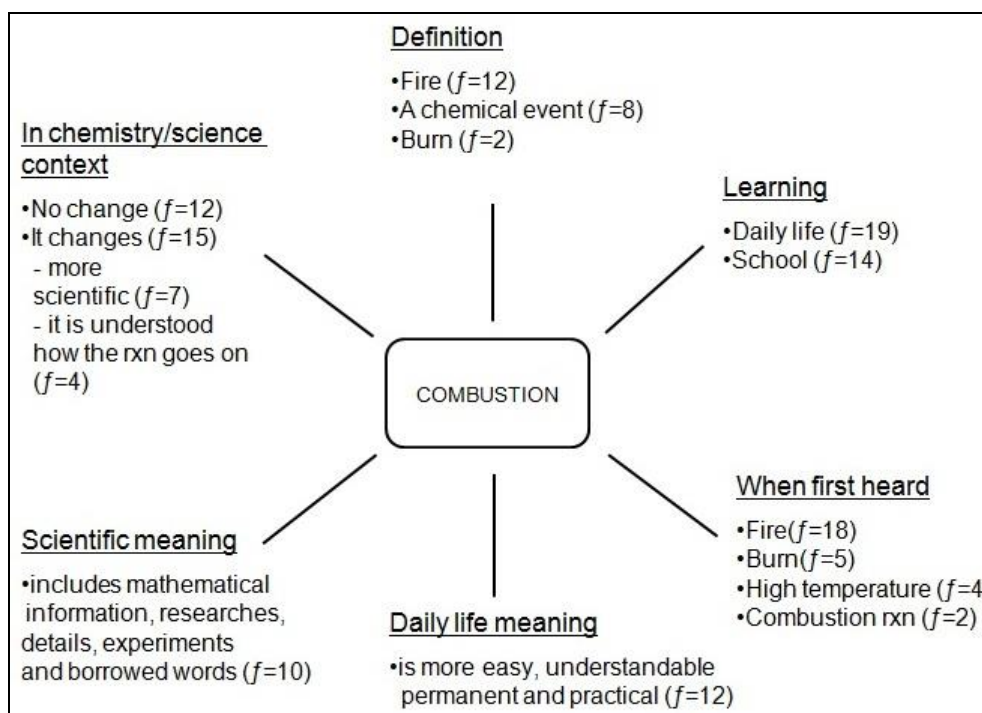 Definition
•Fire (ƒ=12)
•A chemical event (ƒ=8)
•Burn (ƒ=2)
In chemistry/science
context
•No change (ƒ=12)
•It changes (ƒ=15)
- more
scientific (ƒ=7)
- it is understood
how the rxn goes on
(ƒ=4)
Learning
•Daily life (ƒ=19)
•School (ƒ=14)
COMBUSTION
Scientific meaning
•includes mathematical
information, researches,
details, experiments
and borrowed words (ƒ=10)
Daily life meaning
•is more easy, understandable
permanent and practical (ƒ=12)
When first heard
•Fire(ƒ=18)
•Burn(ƒ=5)
•High temperature (ƒ=4
•Combustion rxn (ƒ=2)